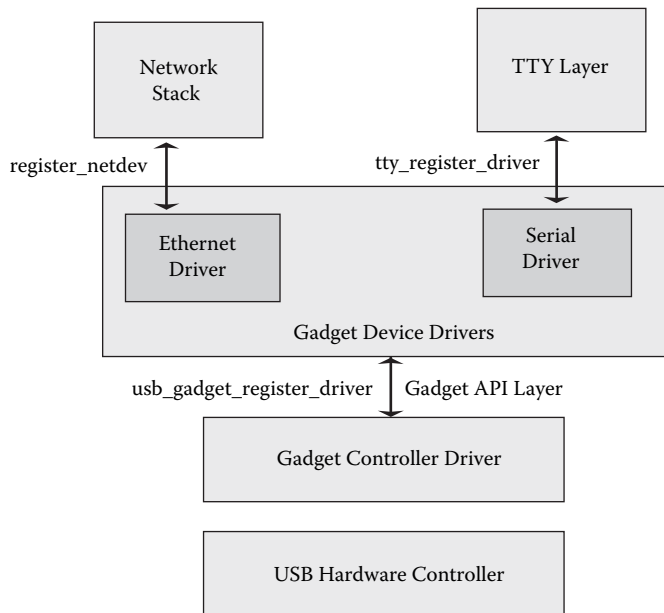 Network
Stack
TTY Layer
register_netdev
tty_register_driver
Ethernet
Driver
Serial
Driver
Gadget Device Drivers
usb_gadget_register_driver
Gadget API Layer
Gadget Controller Driver
USB Hardware Controller